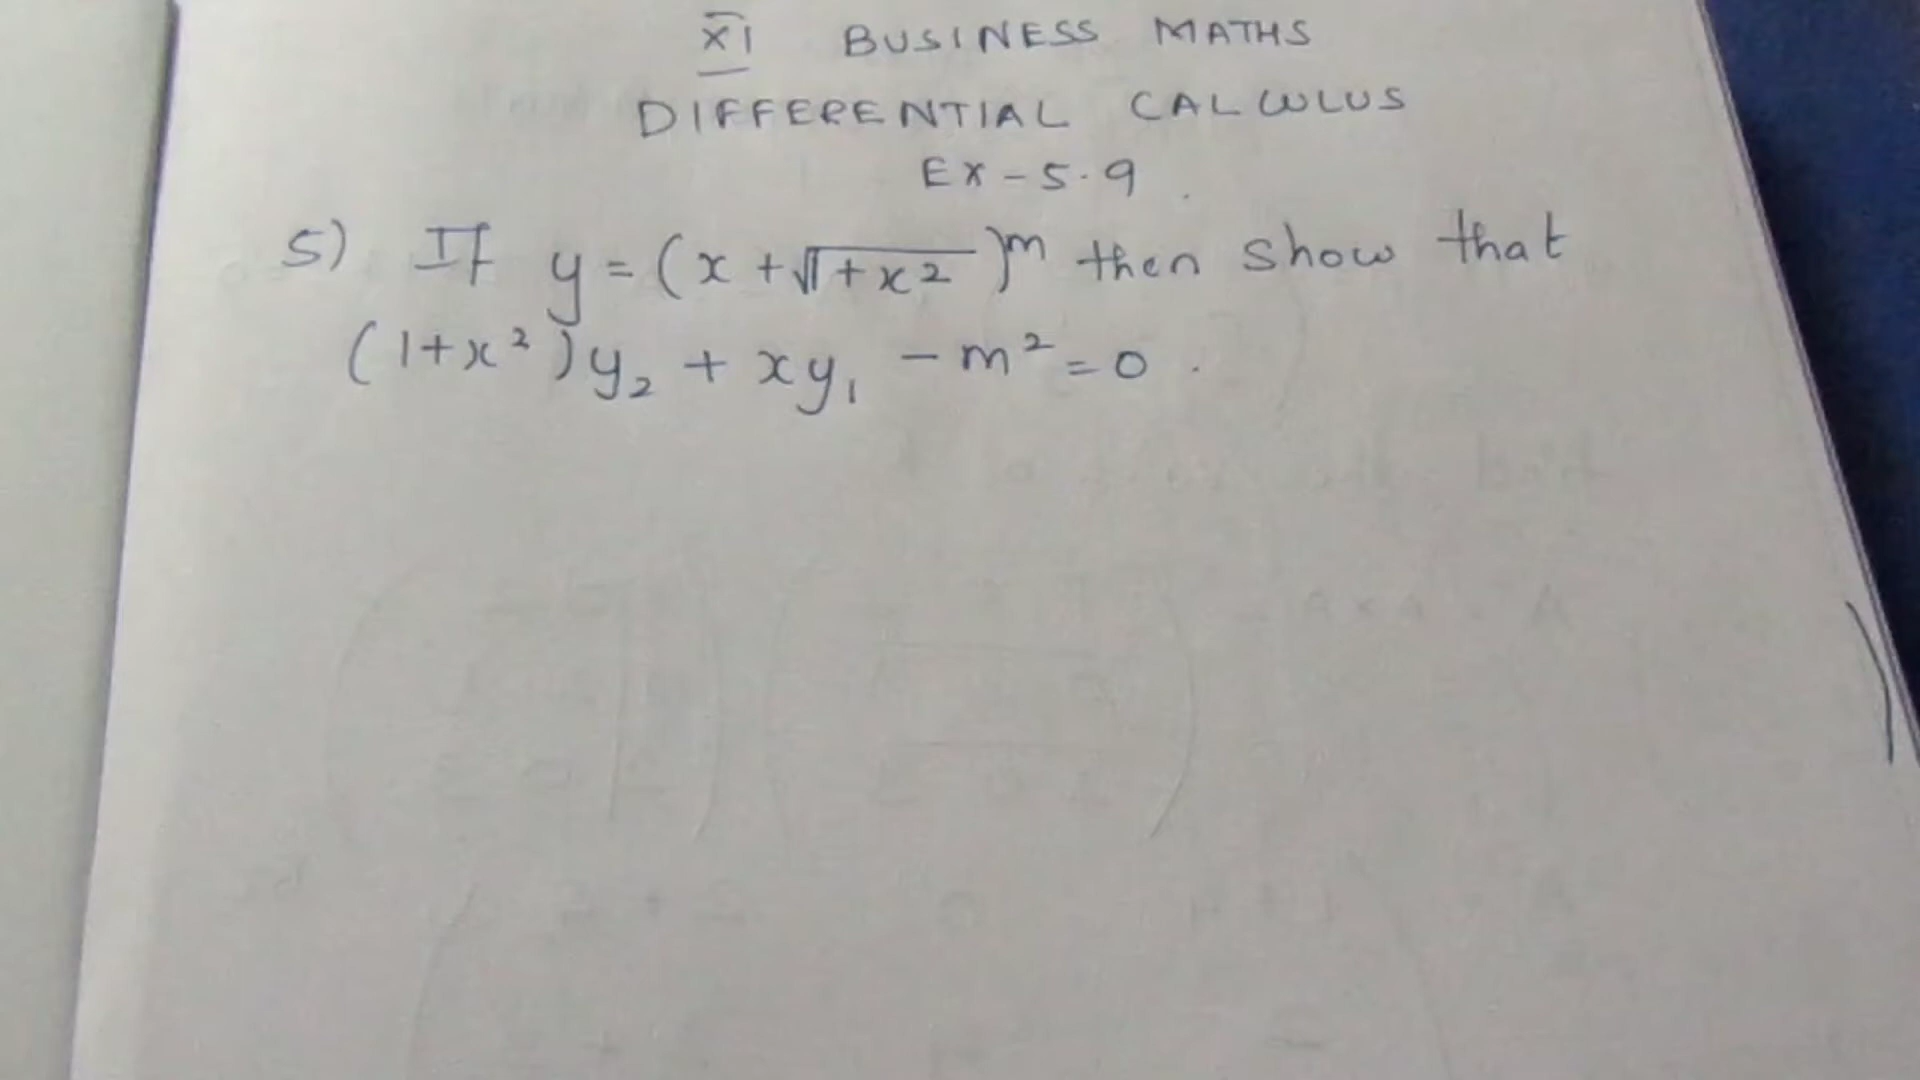 XI BUSINESS MATHS
DIFFERENTIAL CALCULUS
EX - 5.9
5) If y = (x + √1+x²)ᵐ then show that
(1+x²)y₂ + xy₁ - m² = 0.